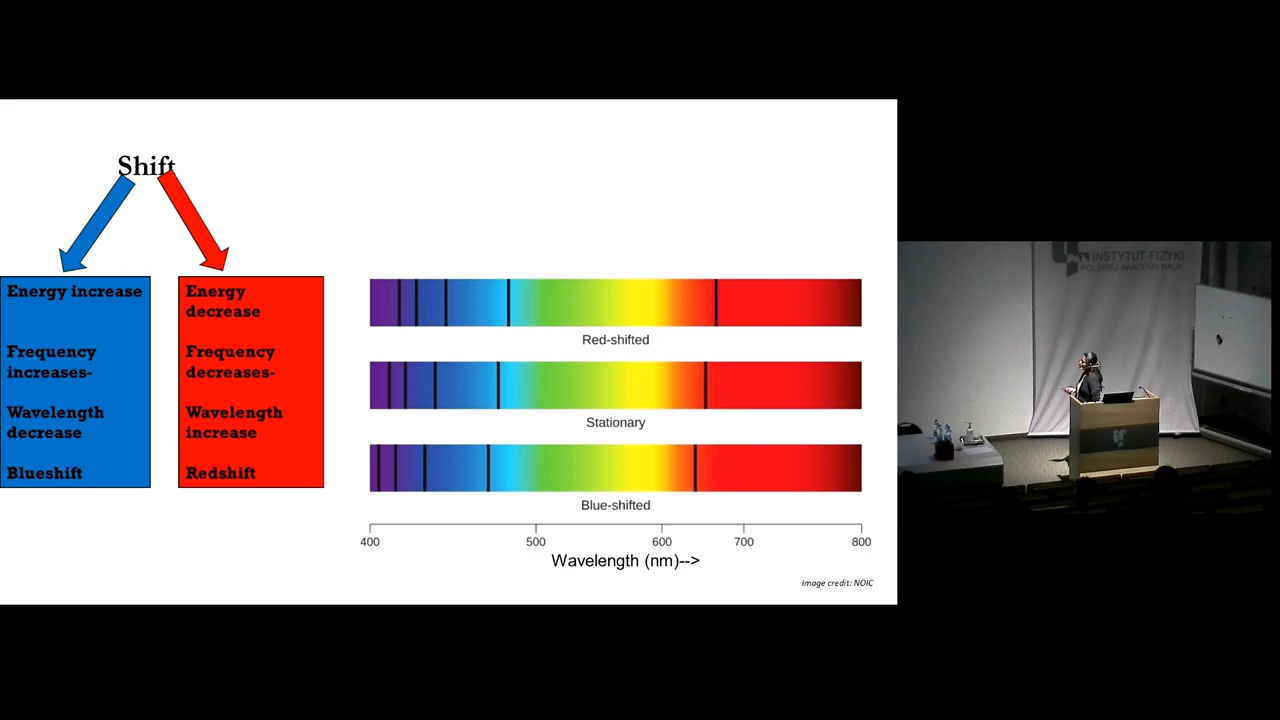 Shift
Energy increase
Frequency
increases-
Wavelength
decrease
Blueshift
Energy
decrease
Frequency
decreases-
Wavelength
increase
Redshift
Red-shifted
Stationary
Blue-shifted
400 500 600 700 800
Wavelength (nm)-->
Image credit: NOIC
INSTYTUT FIZYKI
POLSKIEJ AKADEMII NAUK